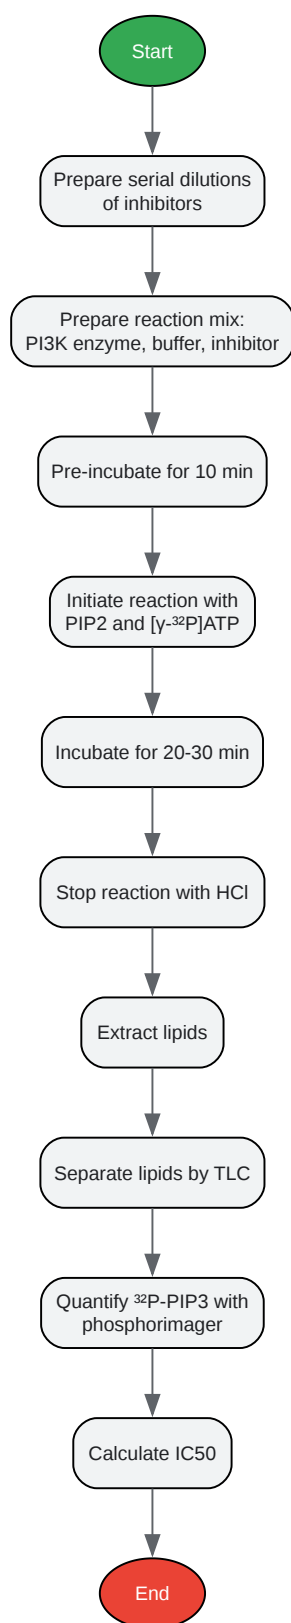 Start
Prepare serial dilutions
of inhibitors
Prepare reaction mix:
PI3K enzyme, buffer, inhibitor
Pre-incubate for 10 min
Initiate reaction with
PIP2 and [γ-³²P]ATP
Incubate for 20-30 min
Stop reaction with HCl
Extract lipids
Separate lipids by TLC
Quantify ³²P-PIP3 with
phosphorimager
Calculate IC50
End